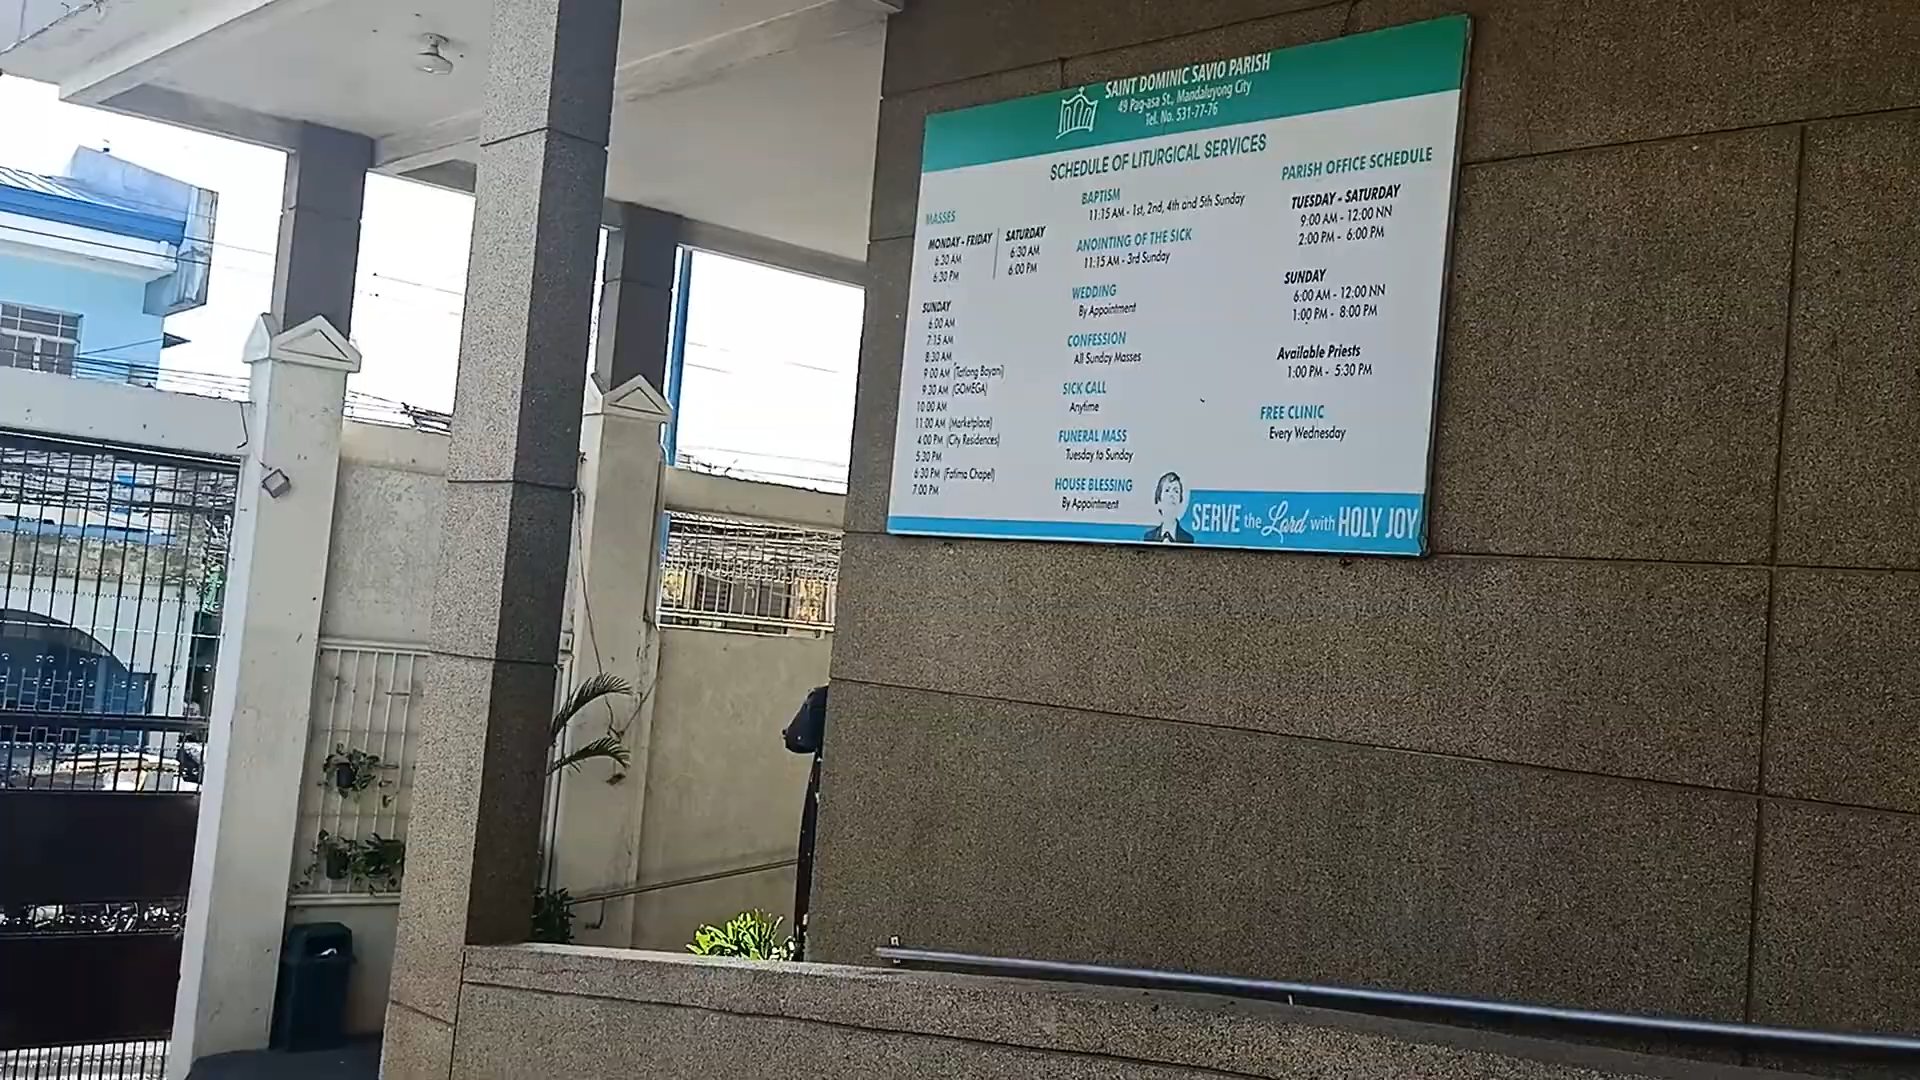 SAINT DOMINIC SAVIO PARISH
49 Pag-asa St., Mandaluyong City
Tel. No. 531-77-76
SCHEDULE OF LITURGICAL SERVICES
MASSES
MONDAY - FRIDAY
6:30 AM
6:30 PM
SATURDAY
6:30 AM
6:00 PM
SUNDAY
6:00 AM
7:15 AM
8:30 AM
9:00 AM (Tatlong Bayani)
9:30 AM (GOMEGA)
10:00 AM
11:00 AM (Marketplace)
4:00 PM (City Residences)
5:30 PM
6:30 PM (Fatima Chapel)
7:00 PM
BAPTISM
11:15 AM - 1st, 2nd, 4th and 5th Sunday
ANOINTING OF THE SICK
11:15 AM - 3rd Sunday
WEDDING
By Appointment
CONFESSION
All Sunday Masses
SICK CALL
Anytime
FUNERAL MASS
Tuesday to Sunday
HOUSE BLESSING
By Appointment
PARISH OFFICE SCHEDULE
TUESDAY - SATURDAY
9:00 AM - 12:00 NN
2:00 PM - 6:00 PM
SUNDAY
6:00 AM - 12:00 NN
1:00 PM - 8:00 PM
Available Priests
1:00 PM - 5:30 PM
FREE CLINIC
Every Wednesday
SERVE the Lord with HOLY JOY